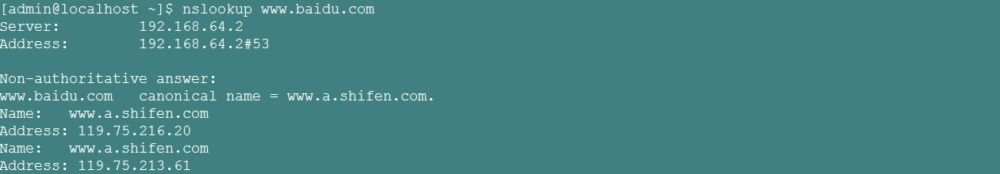 [admin@localhost ~]$ nslookup www.baidu.com
Server:         192.168.64.2
Address:        192.168.64.2#53

Non-authoritative answer:
www.baidu.com   canonical name = www.a.shifen.com.
Name:   www.a.shifen.com
Address: 119.75.216.20
Name:   www.a.shifen.com
Address: 119.75.213.61